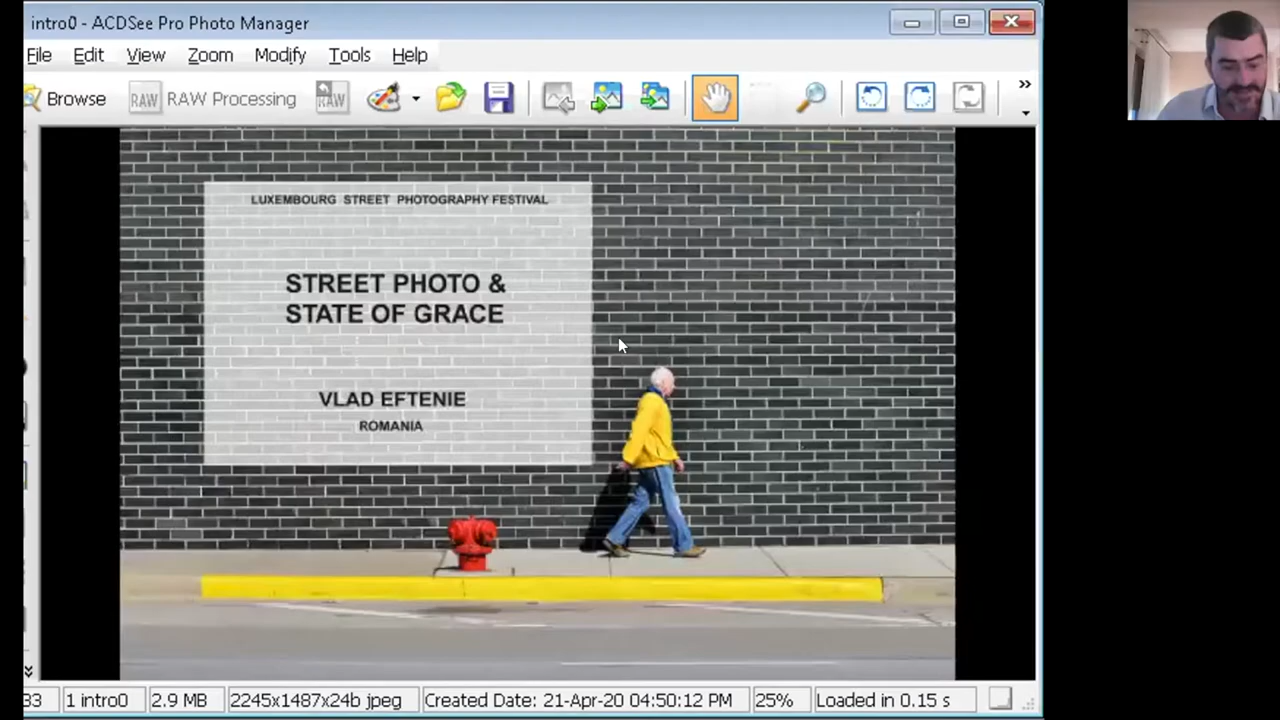 intro0 - ACDSee Pro Photo Manager
File Edit View Zoom Modify Tools Help
Browse RAW RAW Processing RAW »
LUXEMBOURG STREET PHOTOGRAPHY FESTIVAL
STREET PHOTO &
STATE OF GRACE
VLAD EFTENIE
ROMANIA
33 1 intro0 2.9 MB 2245x1487x24b jpeg Created Date: 21-Apr-20 04:50:12 PM 25% Loaded in 0.15 s